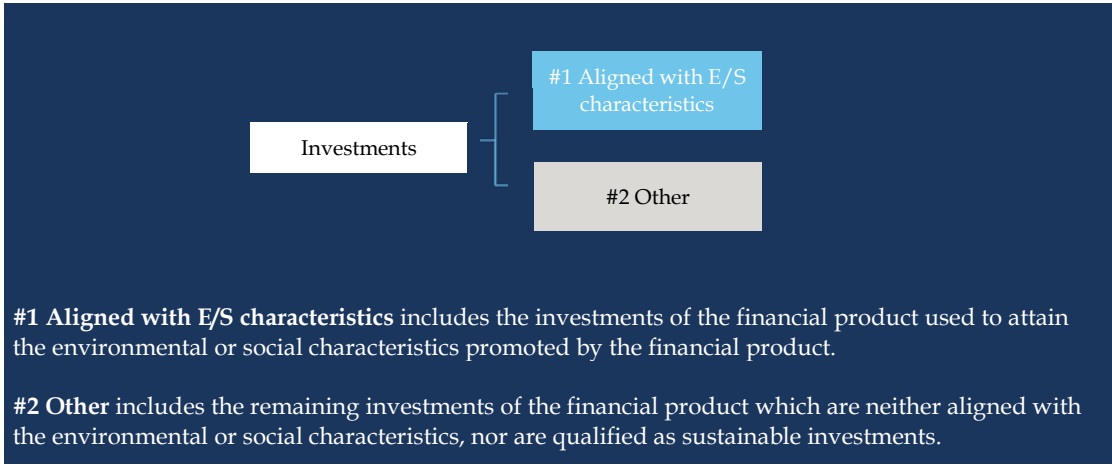 #1 Aligned with E/S
characteristics
Investments
#2 Other
#1 Aligned with E/S characteristics includes the investments of the financial product used to attain
the environmental or social characteristics promoted by the financial product.
#2 Other includes the remaining investments of the financial product which are neither aligned with
the environmental or social characteristics, nor are qualified as sustainable investments.